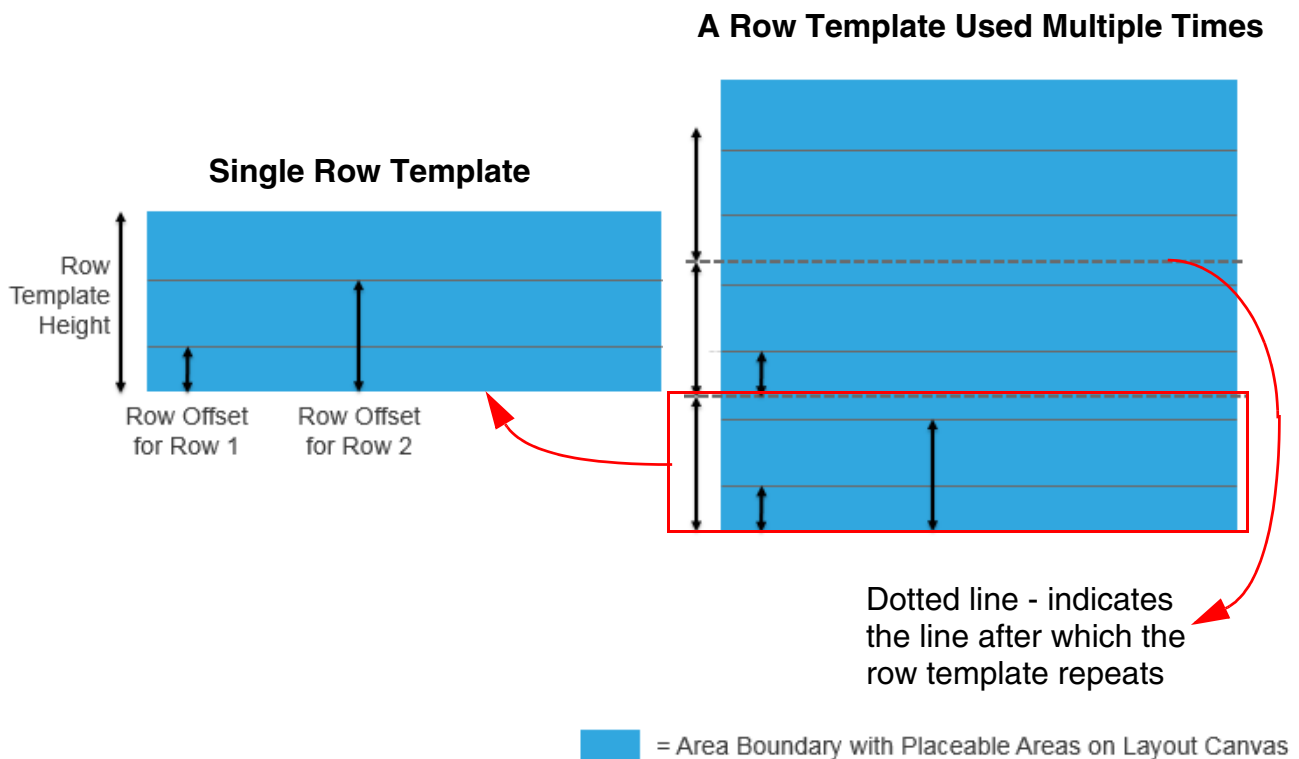 A Row Template Used Multiple Times
Single Row Template
Row
Template
Height
Row Offset
for Row 1
Row Offset
for Row 2
Dotted line - indicates
the line after which the
row template repeats
= Area Boundary with Placeable Areas on Layout Canvas